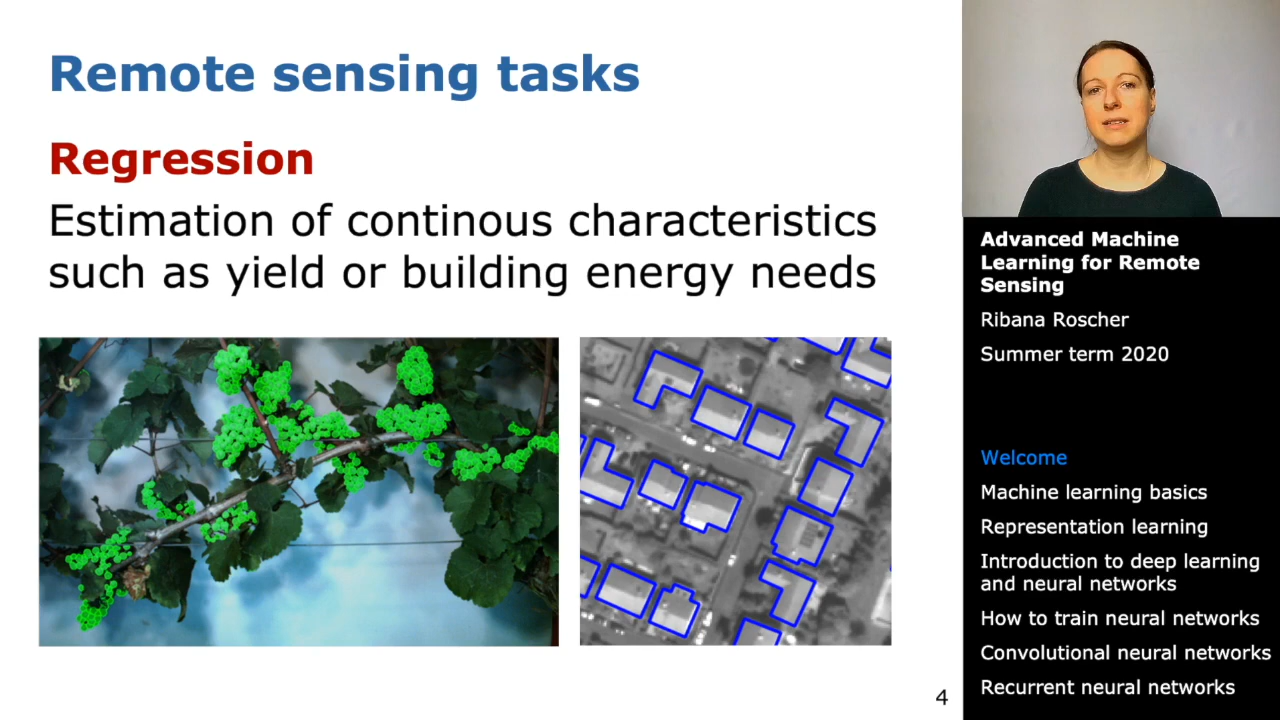 Remote sensing tasks
Regression
Estimation of continous characteristics
such as yield or building energy needs
4
Advanced Machine
Learning for Remote
Sensing
Ribana Roscher
Summer term 2020
Welcome
Machine learning basics
Representation learning
Introduction to deep learning
and neural networks
How to train neural networks
Convolutional neural networks
Recurrent neural networks